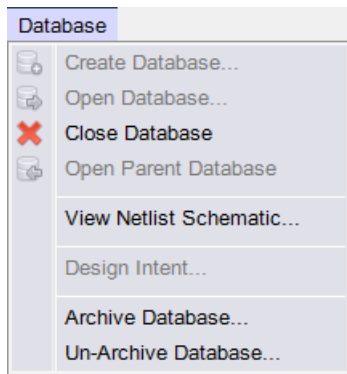 Database
Create Database...
Open Database...
Close Database
Open Parent Database
View Netlist Schematic...
Design Intent...
Archive Database...
Un-Archive Database...